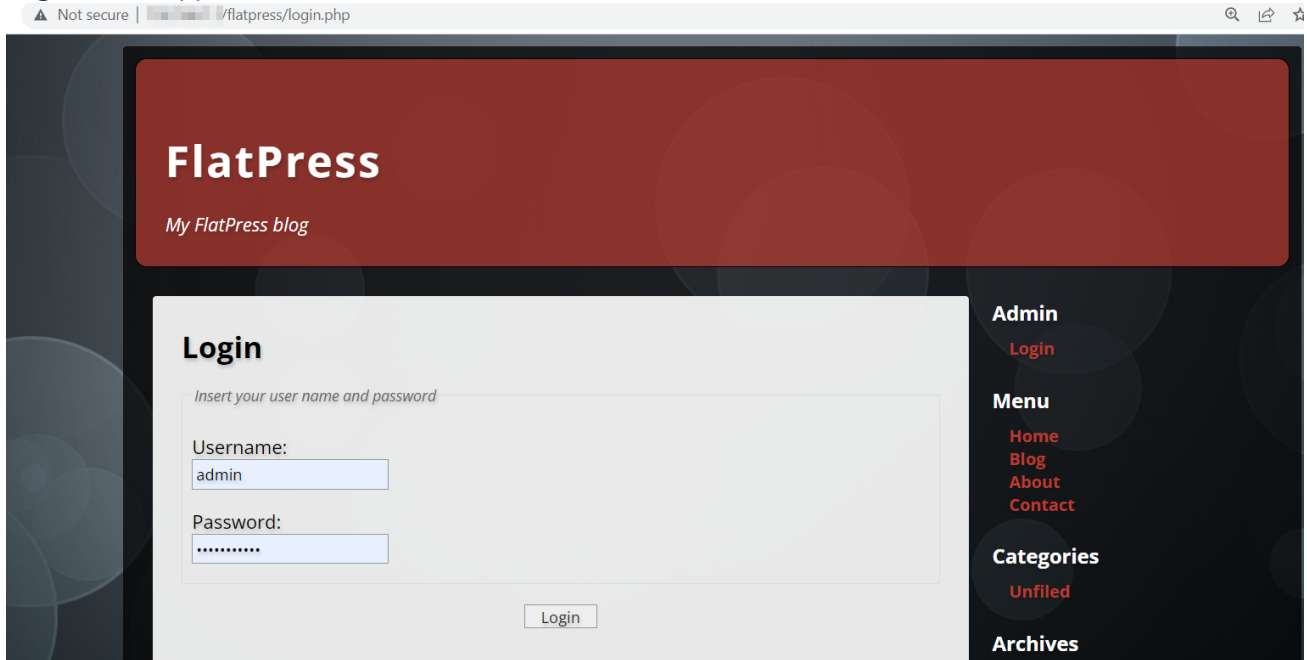 Not secure | /flatpress/login.php
FlatPress
My FlatPress blog
Login
Insert your user name and password
Username:
admin
Password:
•••••••••••
Login
Admin
Login
Menu
Home
Blog
About
Contact
Categories
Unfiled
Archives